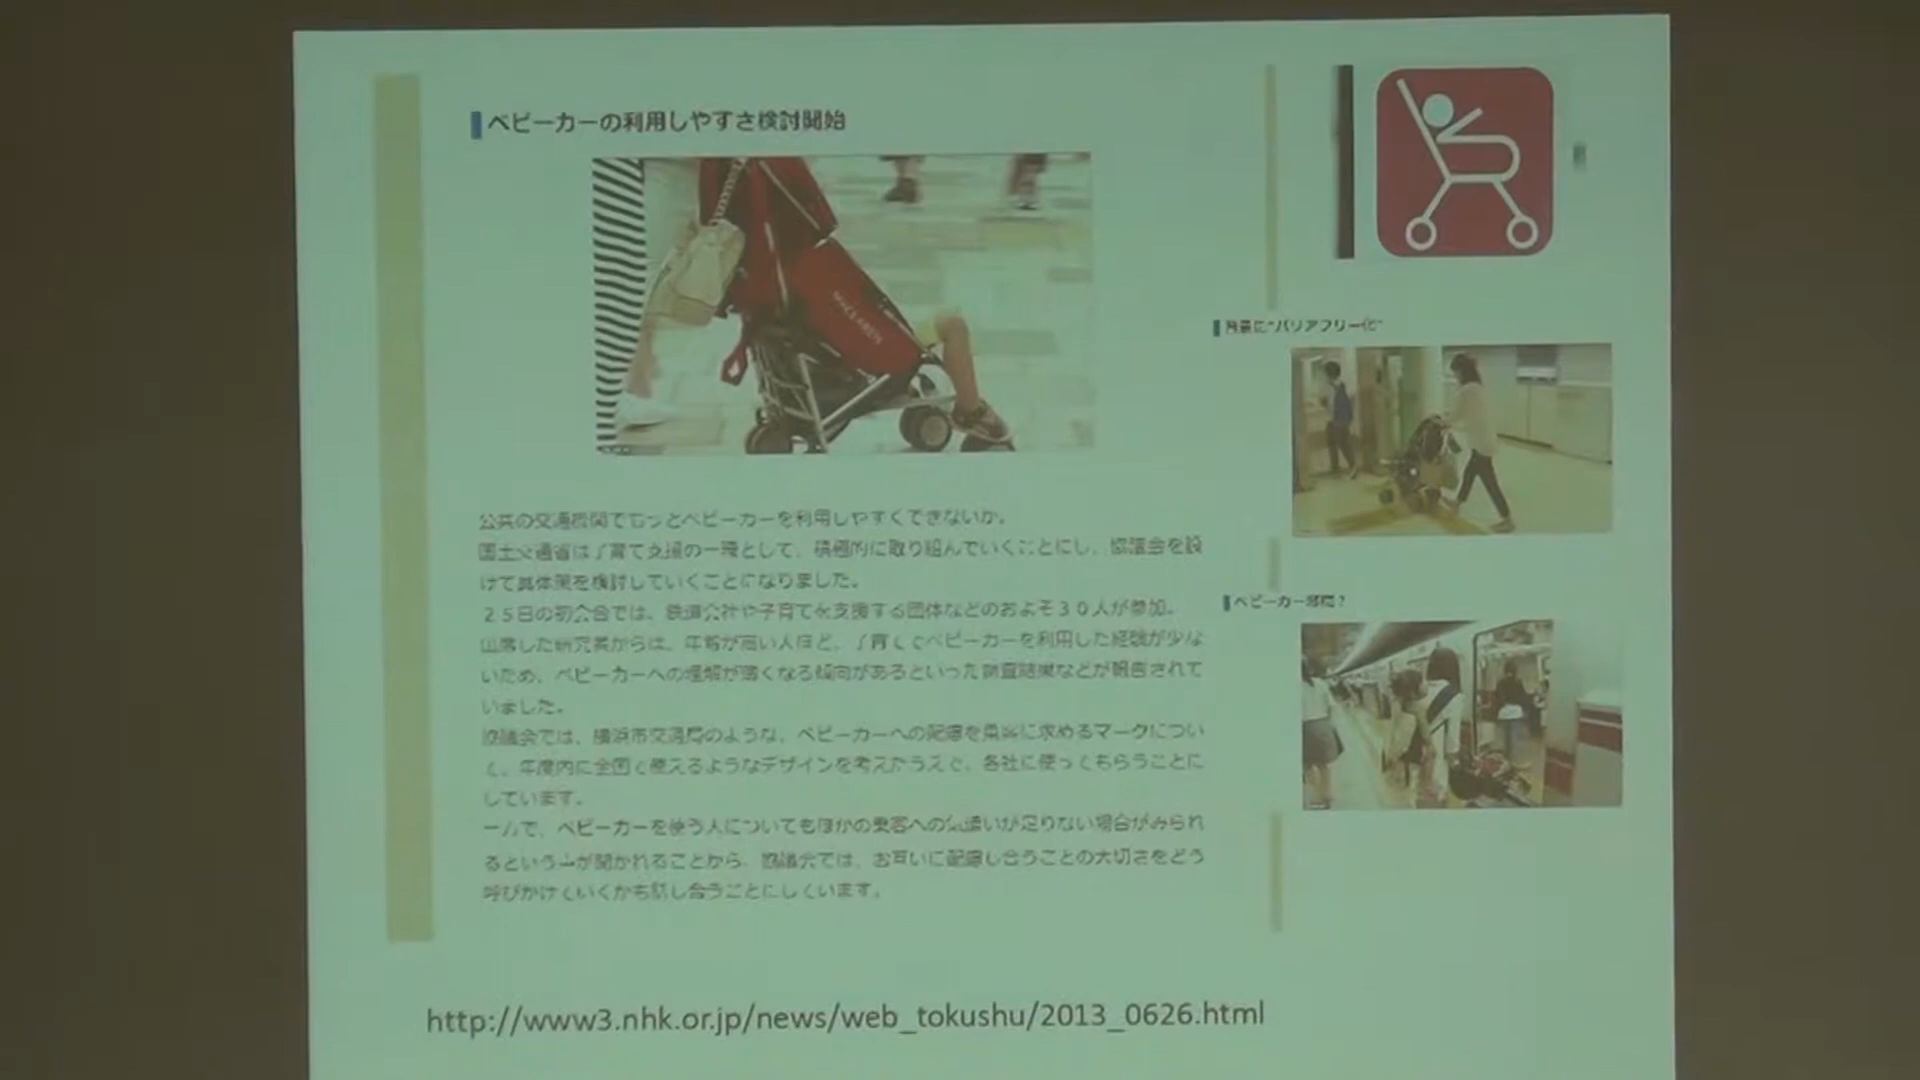 ベビーカーの利用しやすさ検討開始
MACLAREN
公共の交通機関でもっとベビーカーを利用しやすくできないか。
国土交通省は子育て支援の一環として、積極的に取り組んでいくことにし、協議会を設
けて具体策を検討していくことになりました。
２５日の初会合では、鉄道会社や子育てを支援する団体などのおよそ３０人が参加。
出席した研究者からは、年齢が高い人ほど、子育てでベビーカーを利用した経験が少な
いため、ベビーカーへの理解が薄くなる傾向があるといった調査結果などが報告されて
いました。
協議会では、横浜市交通局のような、ベビーカーへの配慮を乗客に求めるマークについ
て、年度内に全国で使えるようなデザインを考えたうえで、各社に使ってもらうことに
しています。
一方で、ベビーカーを使う人についてもほかの乗客への気遣いが足りない場合がみられ
るという声が聞かれることから、協議会では、お互いに配慮し合うことの大切さをどう
呼びかけていくかも話し合うことにしています。
背景に“バリアフリー化”
ベビーカー
http://www3.nhk.or.jp/news/web_tokushu/2013_0626.html